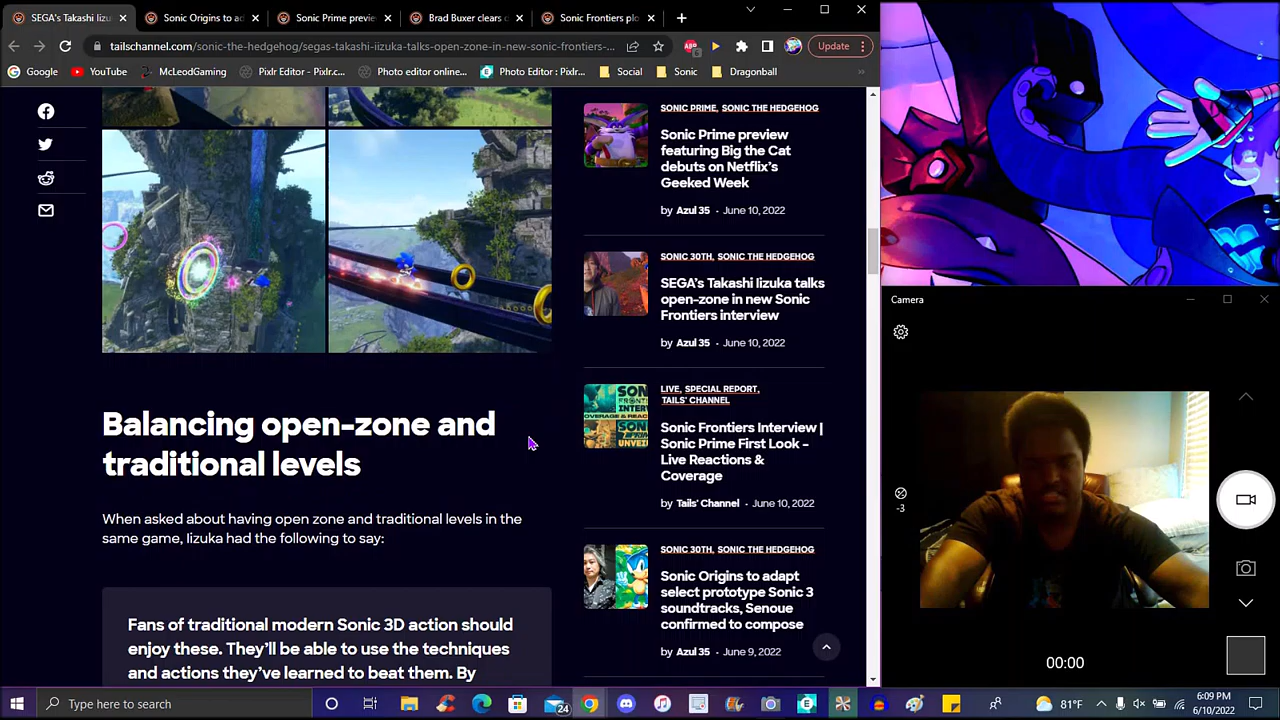 SEGA's Takashi Iizu
Sonic Origins to ad
Sonic Prime previe
Brad Buxer clears c
Sonic Frontiers plo
tailschannel.com/sonic-the-hedgehog/segas-takashi-iizuka-talks-open-zone-in-new-sonic-frontiers-...
Update
Google
YouTube
McLeodGaming
Pixlr Editor - Pixlr.c...
Photo editor online...
Photo Editor : Pixlr...
Social
Sonic
Dragonball
»
Balancing open-zone and
traditional levels
When asked about having open zone and traditional levels in the
same game, Iizuka had the following to say:
Fans of traditional modern Sonic 3D action should
enjoy these. They'll be able to use the techniques
and actions they've learned to beat them. By
SONIC PRIME, SONIC THE HEDGEHOG
Sonic Prime preview
featuring Big the Cat
debuts on Netflix's
Geeked Week
by Azul 35 · June 10, 2022
SONIC 30TH, SONIC THE HEDGEHOG
SEGA's Takashi Iizuka talks
open-zone in new Sonic
Frontiers interview
by Azul 35 · June 10, 2022
LIVE, SPECIAL REPORT,
TAILS' CHANNEL
Sonic Frontiers Interview |
Sonic Prime First Look –
Live Reactions &
Coverage
by Tails' Channel · June 10, 2022
SONIC 30TH, SONIC THE HEDGEHOG
Sonic Origins to adapt
select prototype Sonic 3
soundtracks, Senoue
confirmed to compose
by Azul 35 · June 9, 2022
Camera
-3
00:00
Type here to search
24
81°F
6:09 PM
6/10/2022